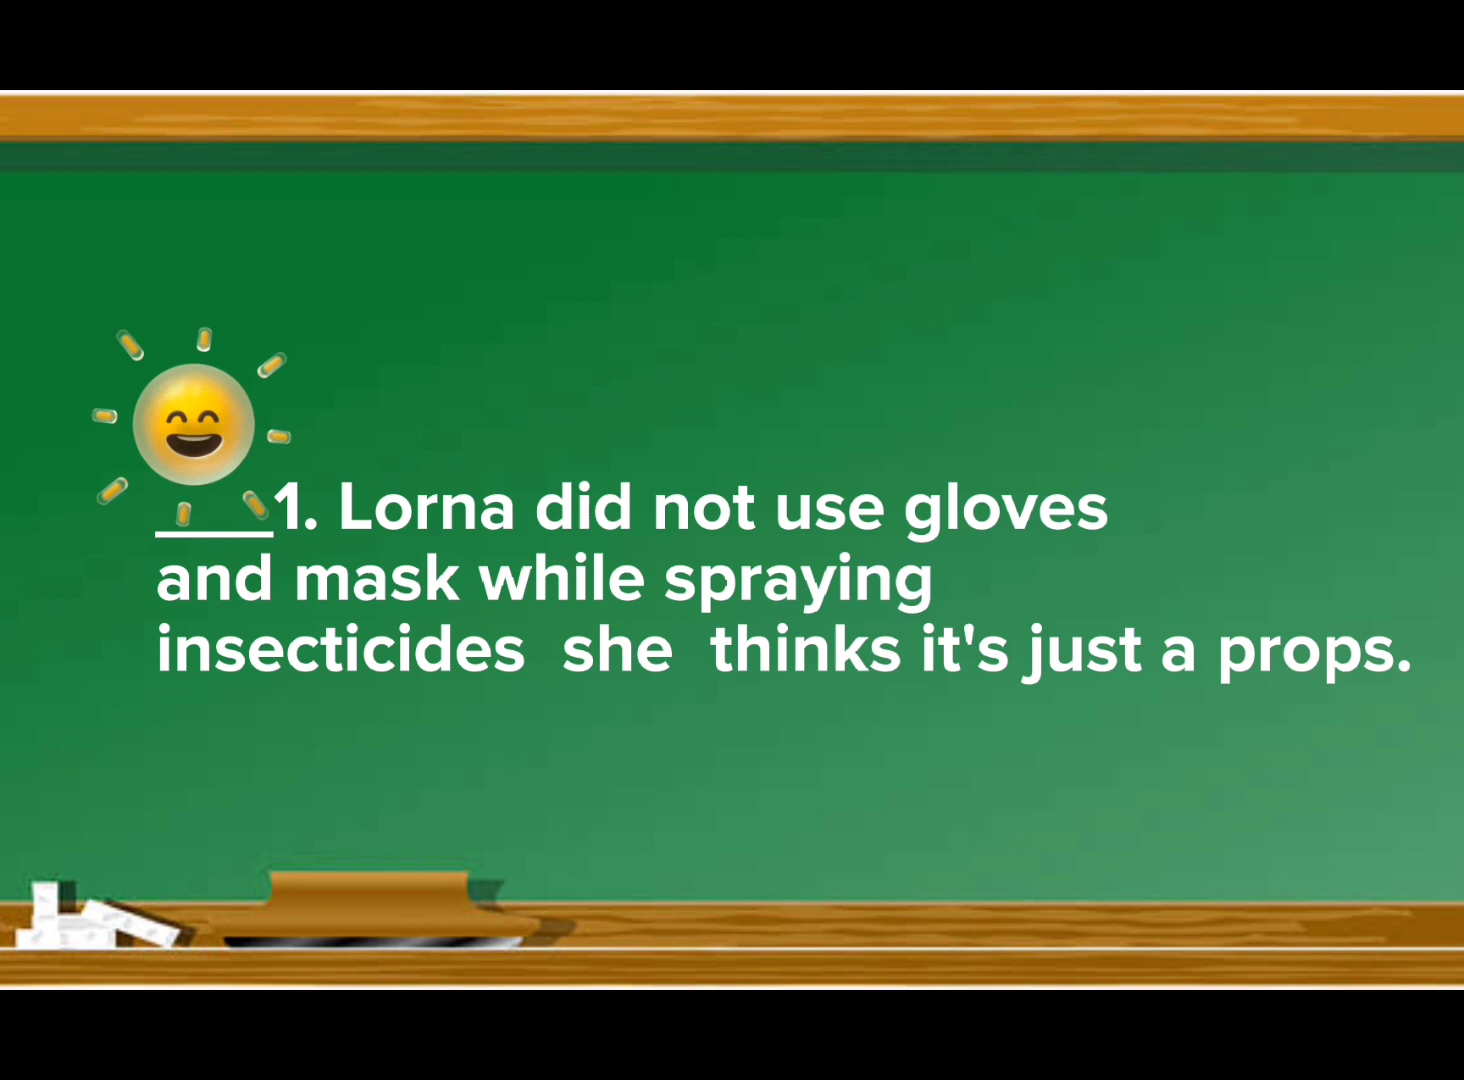 ____1. Lorna did not use gloves
and mask while spraying
insecticides she thinks it's just a props.